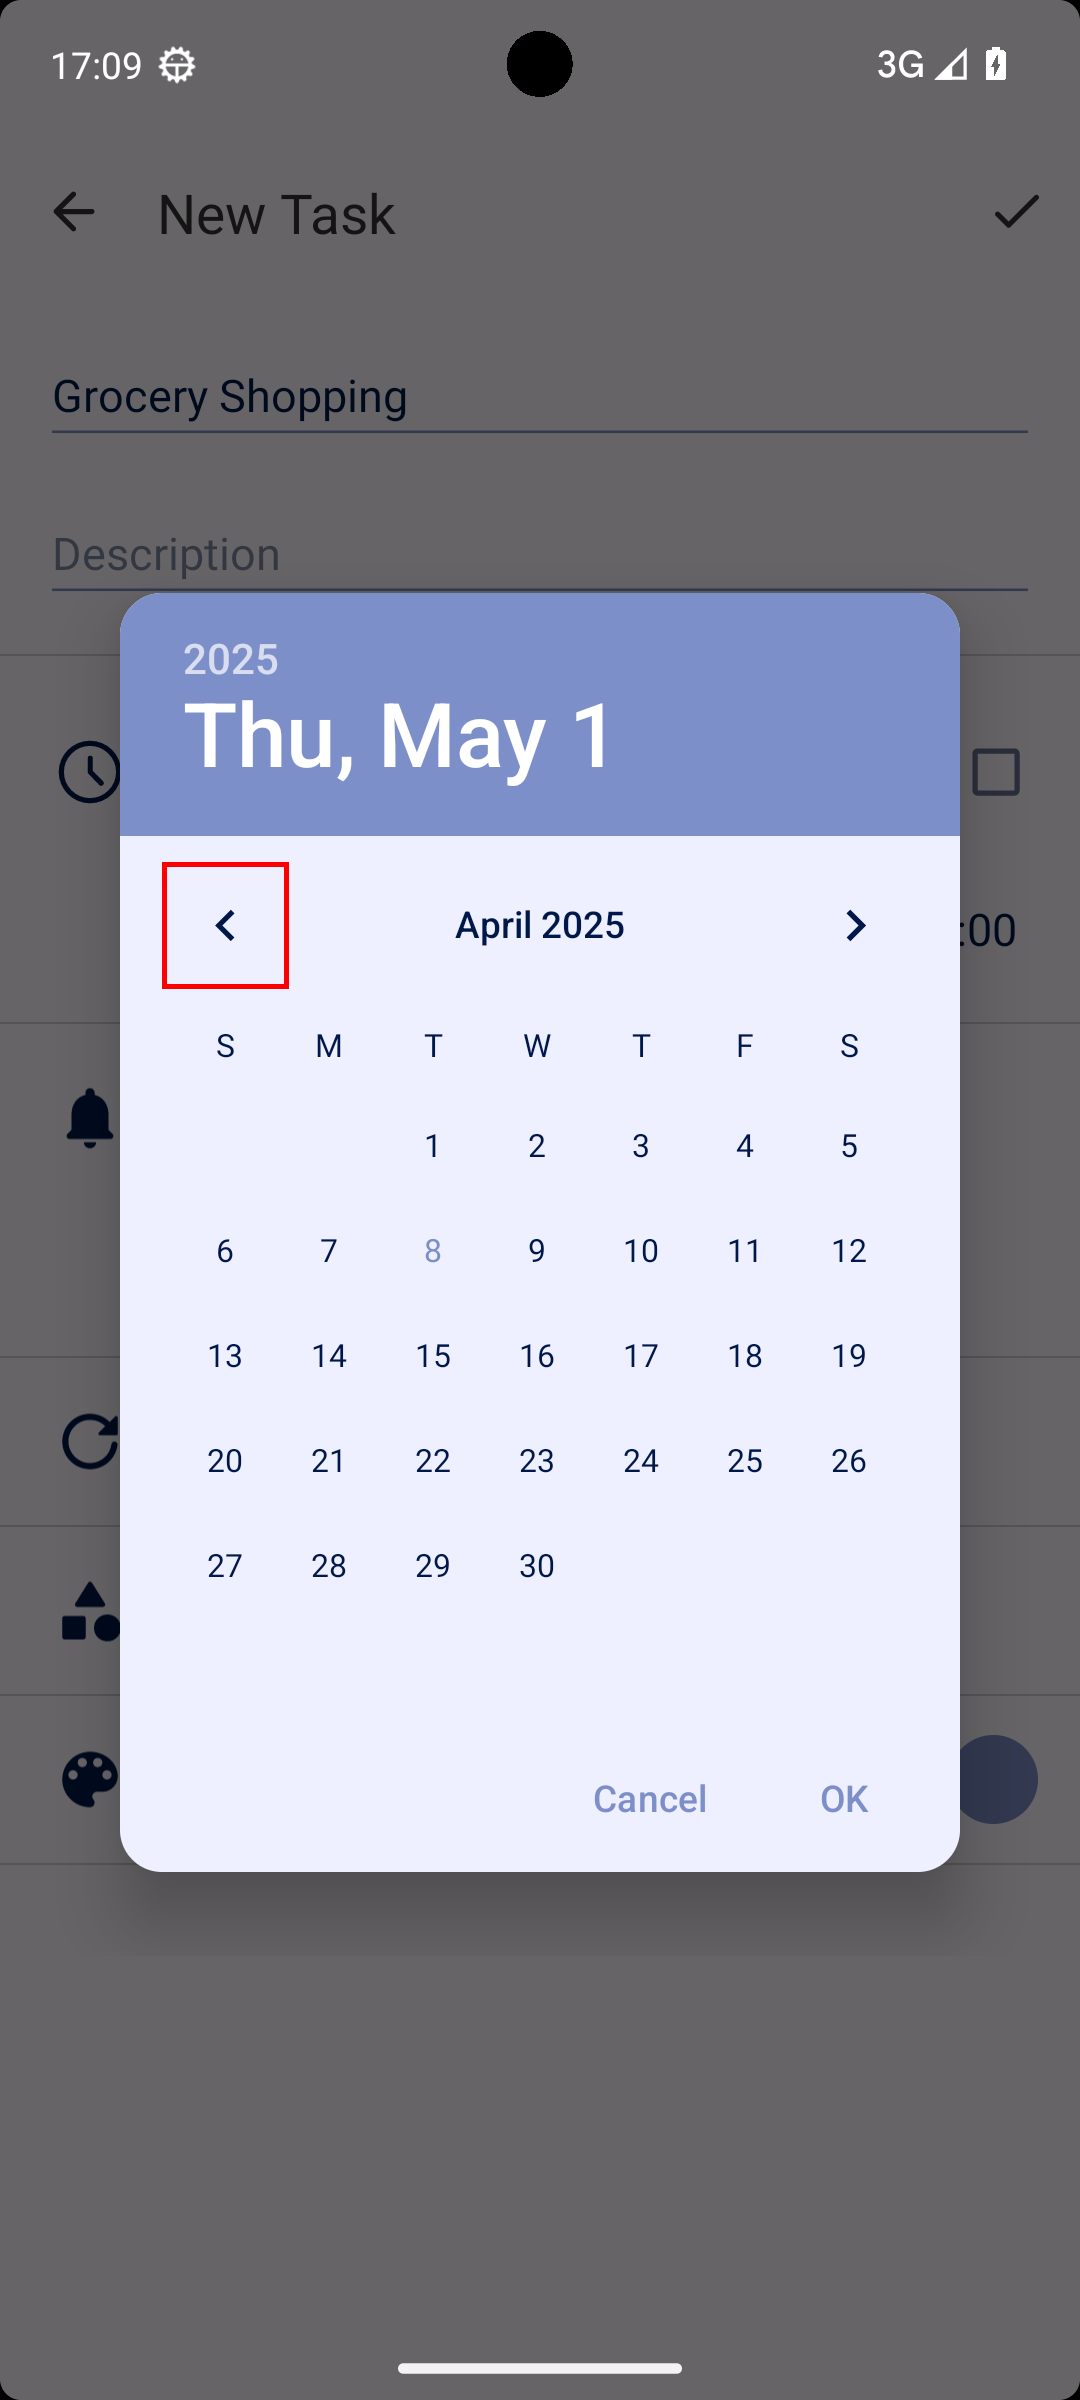 17:09
3G
New Task
Grocery Shopping
Description
2025
Thu, May 1
April 2025
:00
S M T W T F S
1 2 3 4 5
6 7 8 9 10 11 12
13 14 15 16 17 18 19
20 21 22 23 24 25 26
27 28 29 30
Cancel OK